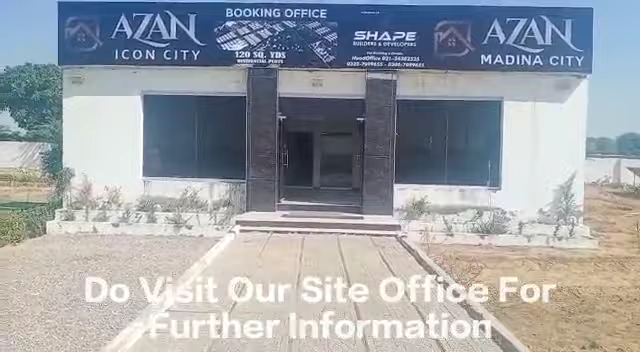 AZAN
ICON CITY
BOOKING OFFICE
120 SQ. YDS
RESIDENTIAL PLOTS
SHAPE
BUILDERS & DEVELOPERS
AZAN
MADINA CITY
Do Visit Our Site Office For
Further Information